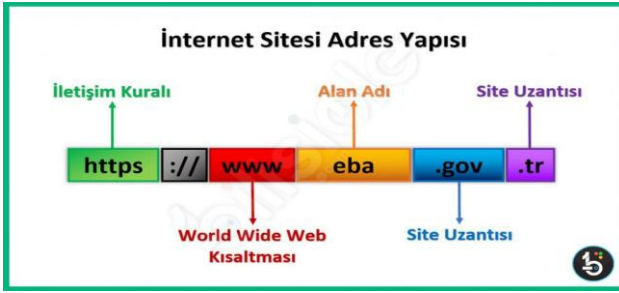 İnternet Sitesi Adres Yapısı
İletişim Kuralı
Alan Adı
Site Uzantısı
https :// www eba .gov .tr
World Wide Web
Kısaltması
Site Uzantısı